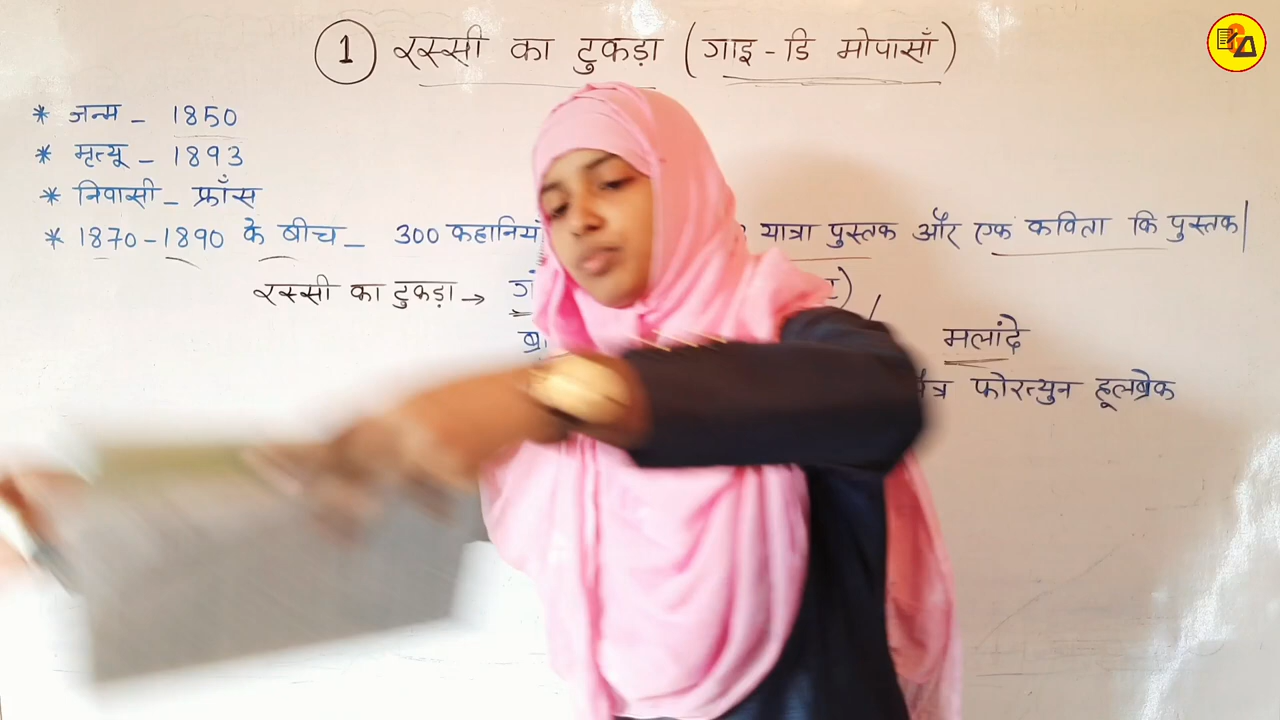 1 रस्सी का टुकड़ा (गाइ - डि मोपासाँ)
* जन्म - 1850
* मृत्यू - 1893
* निवासी - फ्राँस
* 1870-1890 के बीच - 300 कहानियां यात्रा पुस्तक और एक कविता कि पुस्तक|
रस्सी का टुकड़ा →
मलांदे
फोरत्युन हूलब्रेक